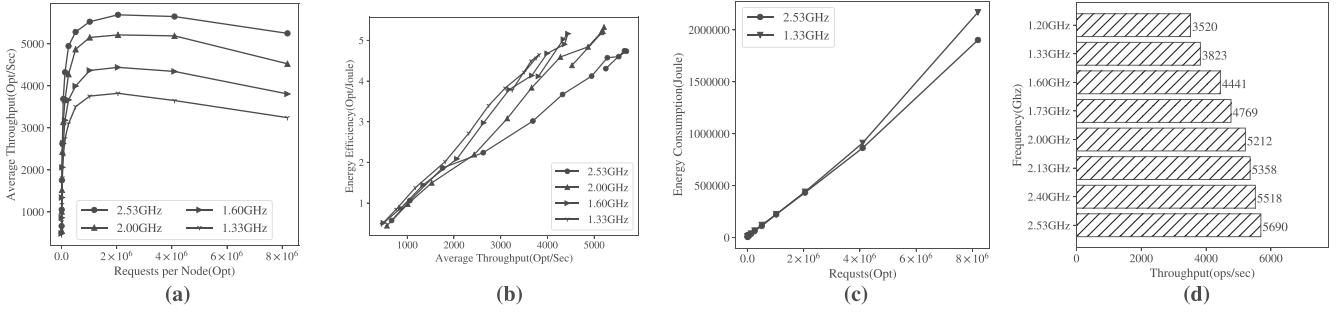 Average Throughput(Opt/Sec)
5000
4000
3000
2000
1000
2.53GHz
2.00GHz
1.60GHz
1.33GHz
0.0
2×10⁶
4×10⁶
6×10⁶
8×10⁶
Requests per Node(Opt)
(a)
Energy Efficiency(Opt/Joule)
5
4
3
2
1
2.53GHz
2.00GHz
1.60GHz
1.33GHz
1000
2000
3000
4000
5000
Average Throughput(Opt/Sec)
(b)
Energy Consumption(Joule)
2000000
1500000
1000000
500000
0
2.53GHz
1.33GHz
0.0
2×10⁶
4×10⁶
6×10⁶
8×10⁶
Requsts(Opt)
(c)
Frequency(Ghz)
1.20GHz
3520
1.33GHz
3823
1.60GHz
4441
1.73GHz
4769
2.00GHz
5212
2.13GHz
5358
2.40GHz
5518
2.53GHz
5690
0
2000
4000
6000
Throughput(ops/sec)
(d)